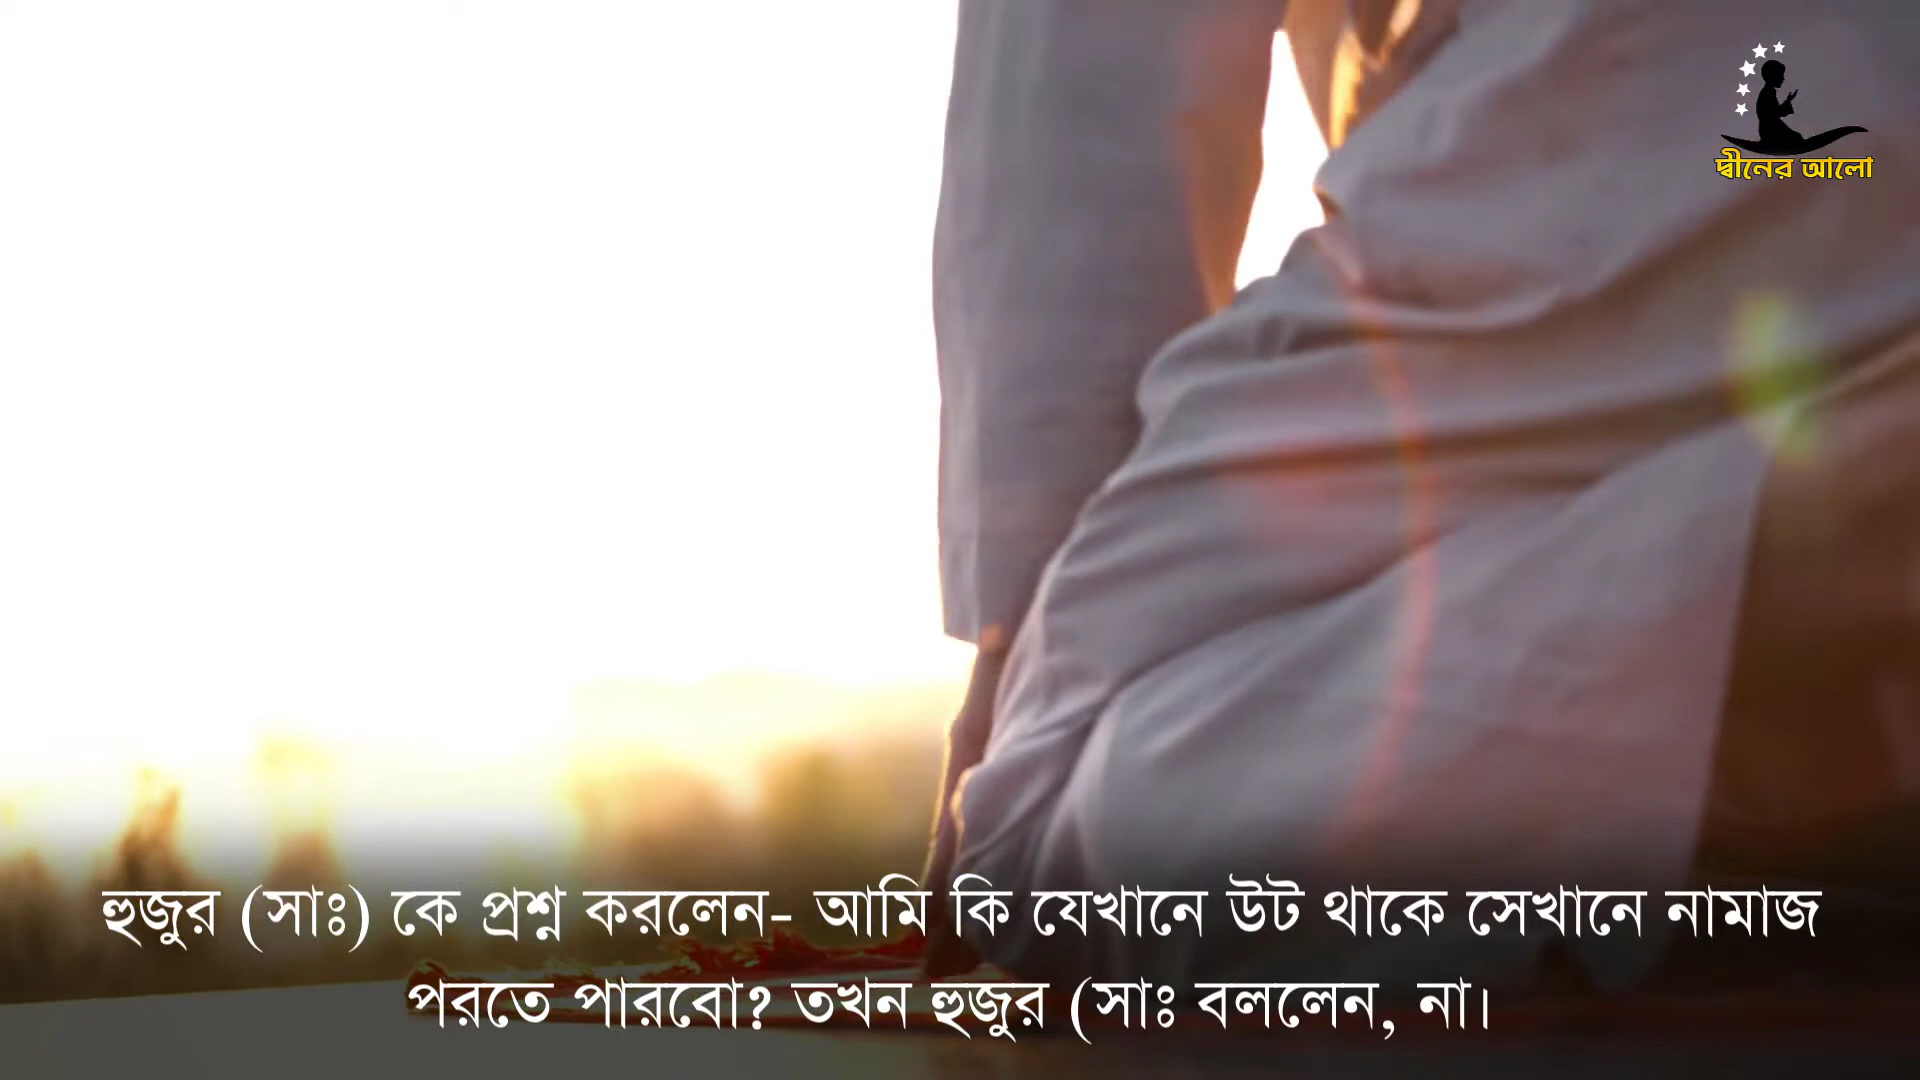 দ্বীনের আলো
হুজুর (সাঃ) কে প্রশ্ন করলেন- আমি কি যেখানে উট থাকে সেখানে নামাজ
পরতে পারবো? তখন হুজুর (সাঃ বললেন, না।